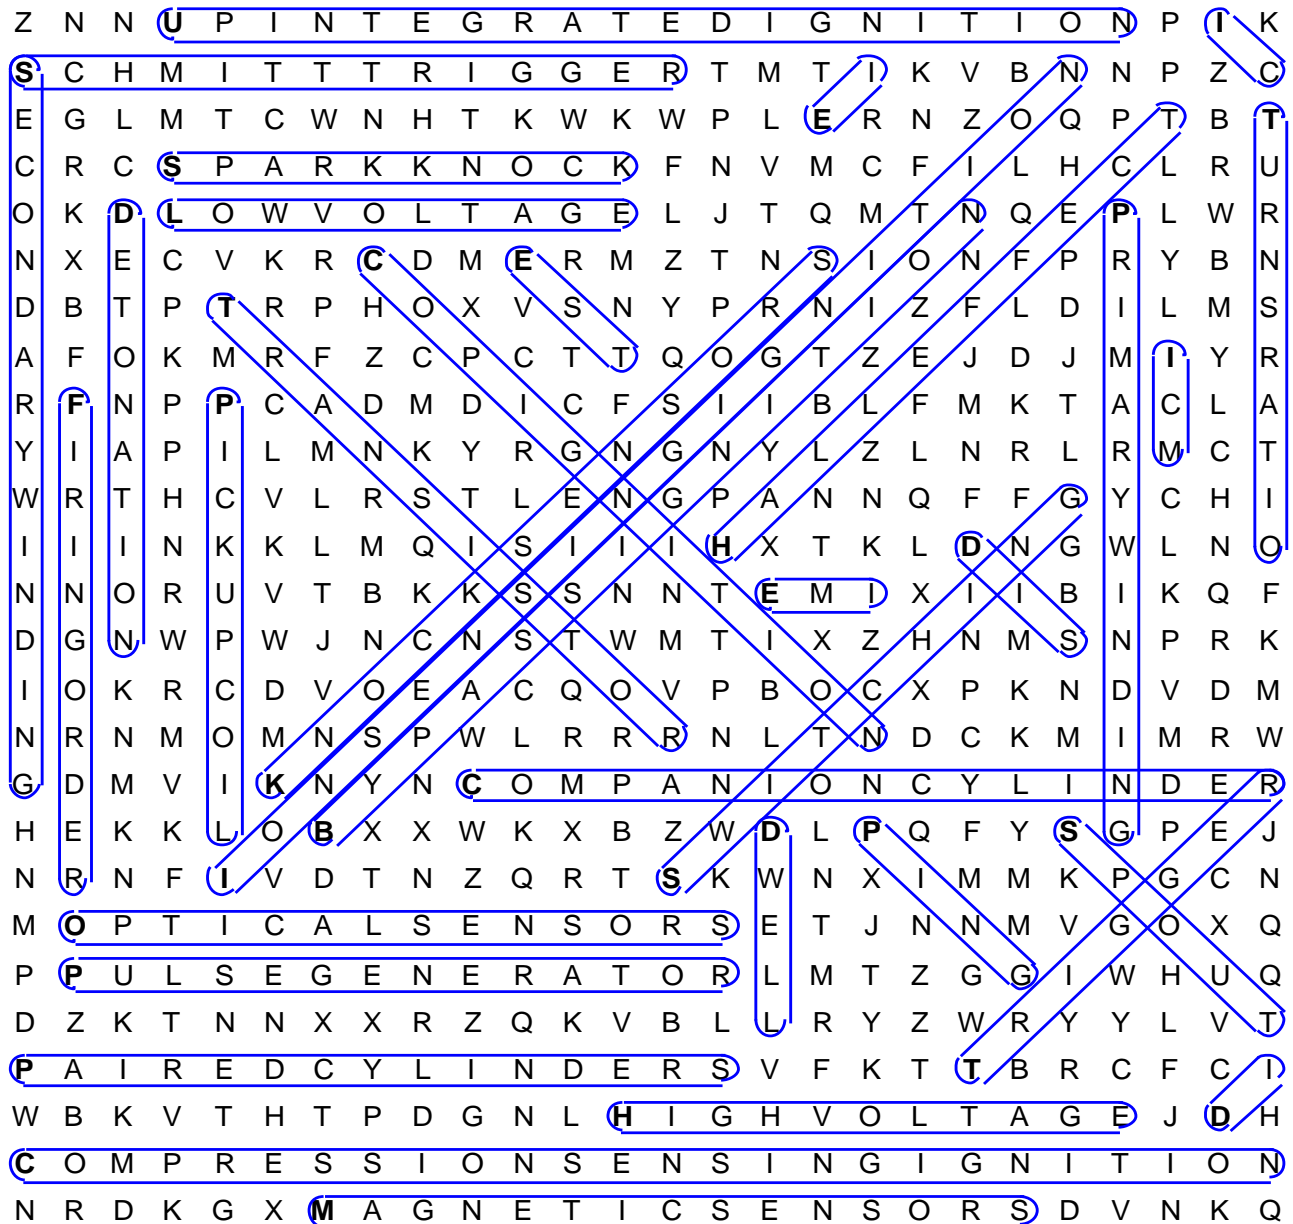 Z N N U P I N T E G R A T E D I G N I T I O N P I K
S C H M I T T T R I G G E R T M T I K V B N N P Z C
E G L M T C W N H T K W K W P L E R N Z O Q P T B T
C R C S P A R K K N O C K F N V M C F I L H C L R U
O K D L O W V O L T A G E L J T Q M T N Q E P L W R
N X E C V K R C D M E R M Z T N S I O N F P R Y B N
D B T P T R P H O X V S N Y P R N I Z F L D I L M S
A F O K M R F Z C P C T T Q O G T Z E J D J M I Y R
R F N P P C A D M D I C F S I I B L F M K T A C L A
Y I A P I L M N K Y R G N G N Y L Z L N R L R M C T
W R T H C V L R S T L E N G P A N N Q F F G Y C H I
I I I N K K L M Q I S I I I H X T K L D N G W L N O
N N O R U V T B K K S S N N T E M I X I I B I K Q F
D G N W P W J N C N S T W M T I X Z H N M S N P R K
I O K R C D V O E A C Q O V P B O C X P K N D V D M
N R N M O M N S P W L R R R N L T N D C K M I M R W
G D M V I K N Y N C O M P A N I O N C Y L I N D E R
H E K K L O B X X W K X B Z W D L P Q F Y S G P E J
N R N F I V D T N Z Q R T S K W N X I M M K P G C N
M O P T I C A L S E N S O R S E T J N N M V G O X Q
P P U L S E G E N E R A T O R L M T Z G G I W H U Q
D Z K T N N X X R Z Q K V B L L R Y Z W R Y Y L V T
P A I R E D C Y L I N D E R S V F K T T B R C F C I
W B K V T H T P D G N L H I G H V O L T A G E J D H
C O M P R E S S I O N S E N S I N G I G N I T I O N
N R D K G X M A G N E T I C S E N S O R S D V N K Q